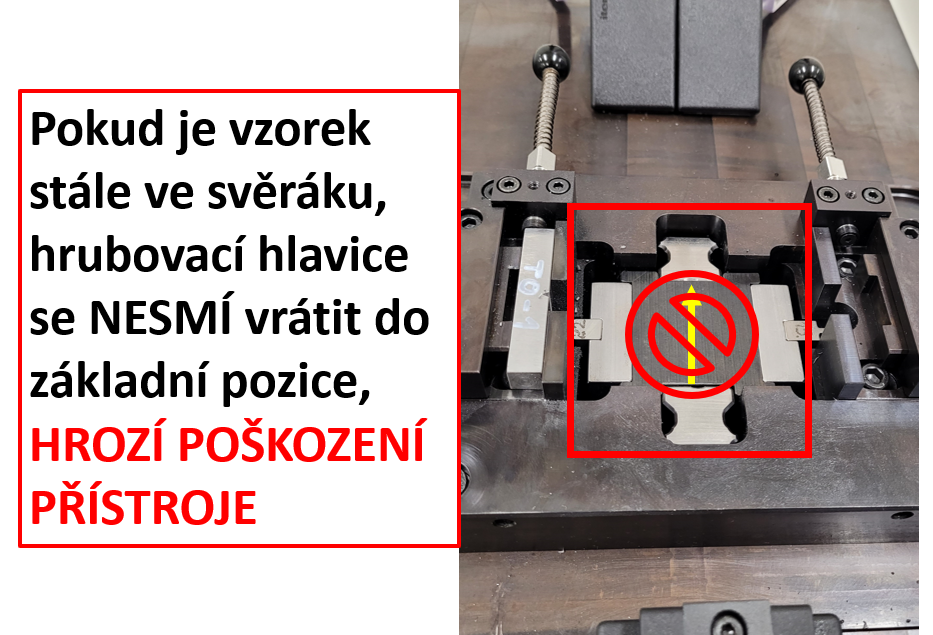 Pokud je vzorek
stále ve svěráku,
hrubovací hlavice
se NESMÍ vrátit do
základní pozice,
HROZÍ POŠKOZENÍ
PŘÍSTROJE